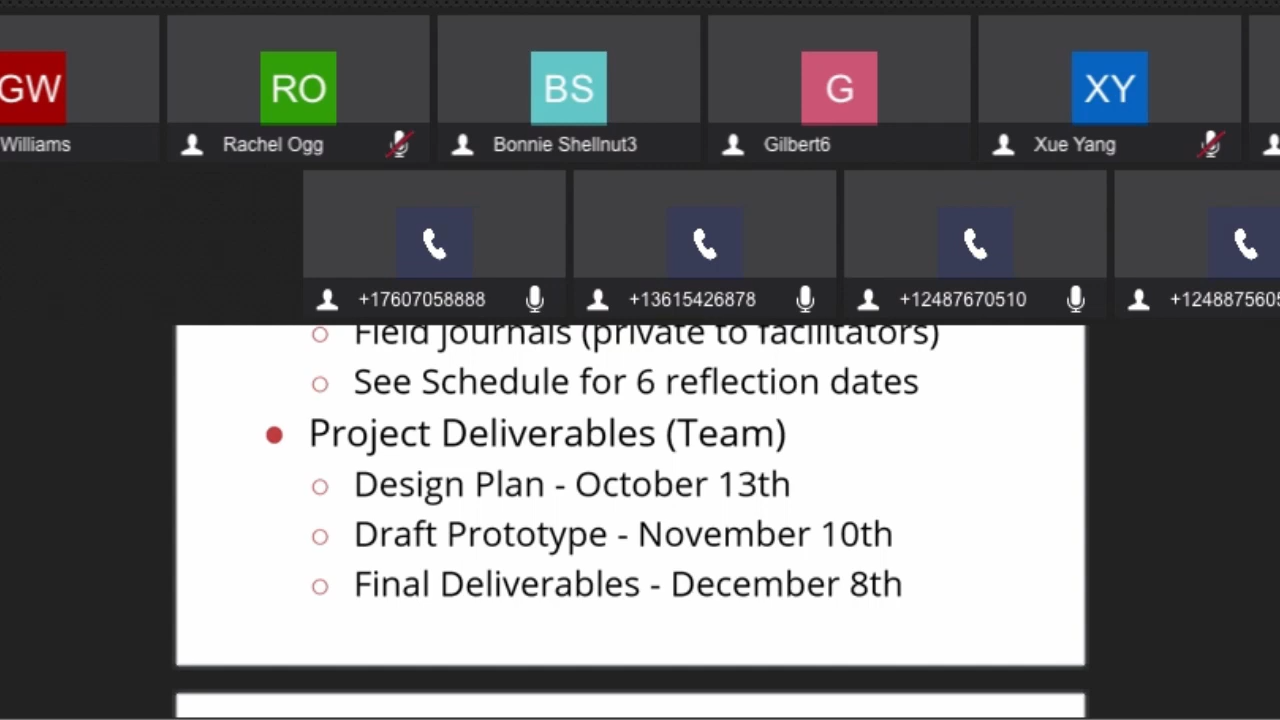 GW
RO
BS
G
XY
Williams
Rachel Ogg
Bonnie Shellnut3
Gilbert6
Xue Yang
+17607058888
+13615426878
+12487670510
+124887560
Field Journals (private to facilitators)
See Schedule for 6 reflection dates
Project Deliverables (Team)
Design Plan - October 13th
Draft Prototype - November 10th
Final Deliverables - December 8th